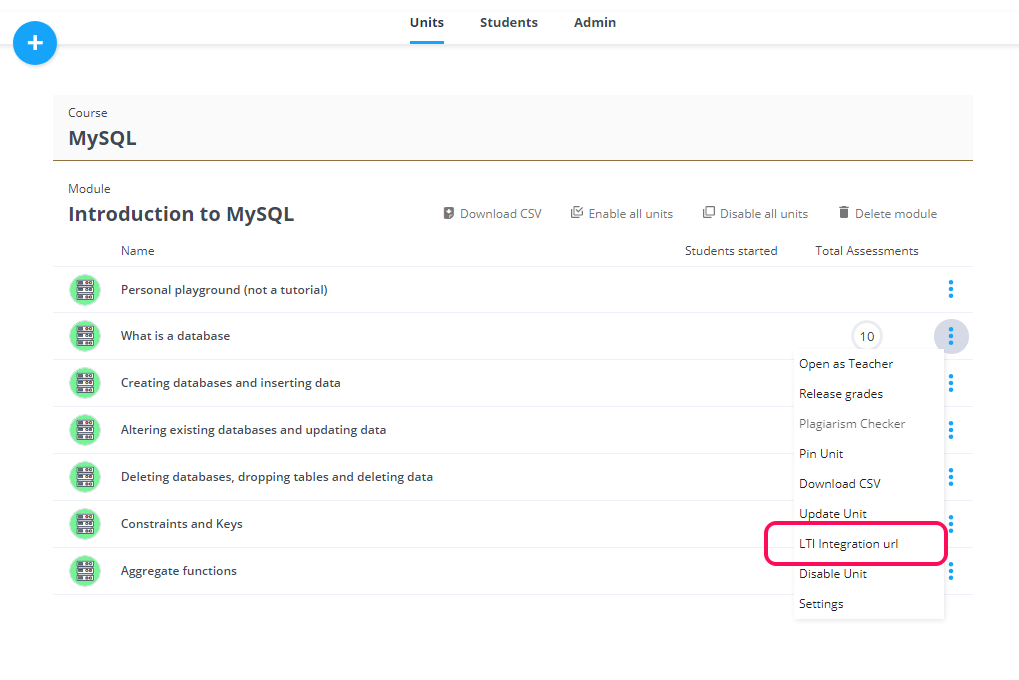 Units Students Admin
Course
MySQL
Module
Introduction to MySQL Download CSV Enable all units Disable all units Delete module
Name Students started Total Assessments
Personal playground (not a tutorial)
What is a database 10
Open as Teacher
Creating databases and inserting data
Release grades
Plagiarism Checker
Altering existing databases and updating data
Pin Unit
Deleting databases, dropping tables and deleting data
Download CSV
Update Unit
Constraints and Keys
LTI Integration url
Aggregate functions
Disable Unit
Settings